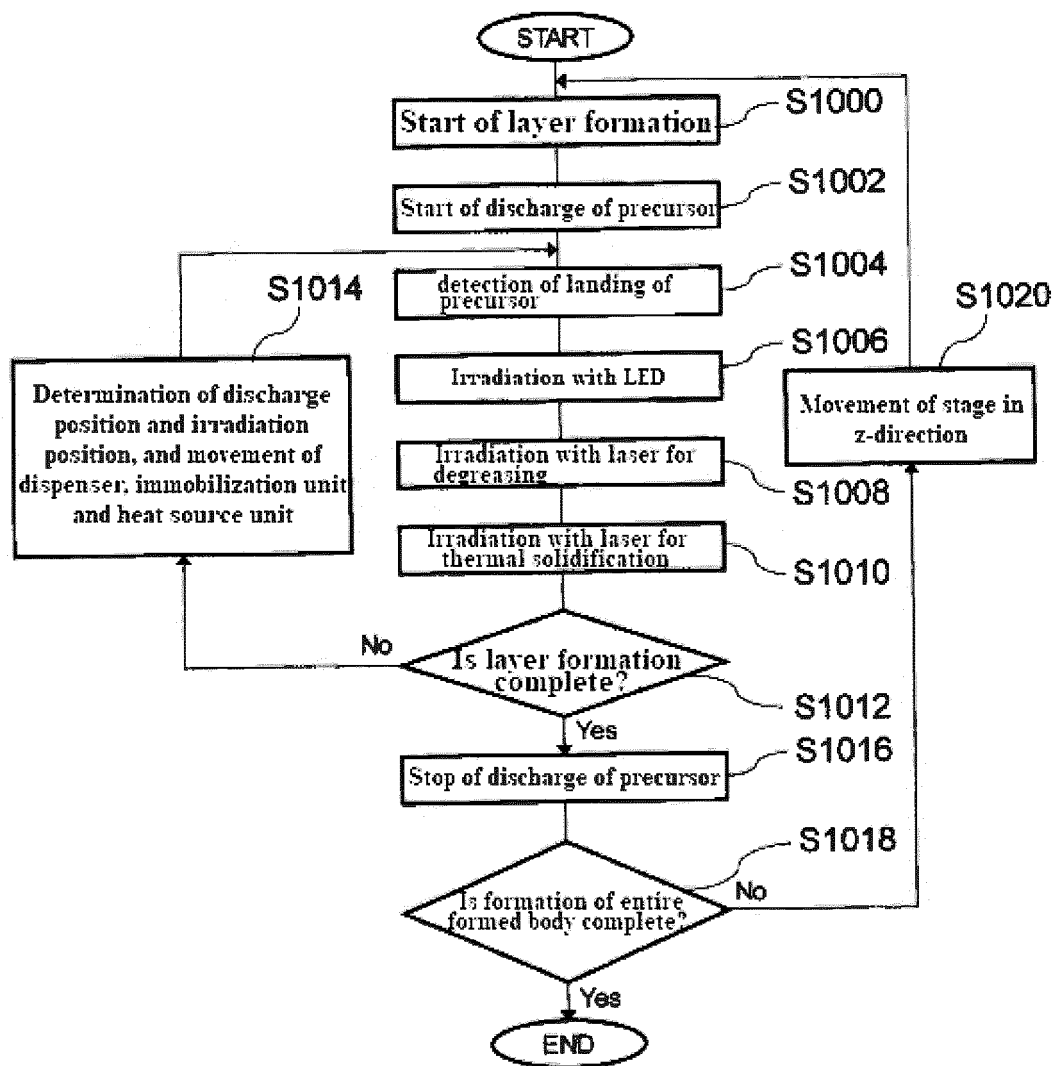 START
S1000
Start of layer formation
S1002
Start of discharge of precursor
S1004
detection of landing of
precursor
S1014
S1020
S1006
Determination of discharge
position and irradiation
position, and movement of
dispenser, immobilization unit
and heat source unit
Irradiation with LED
Movement of stage in
z-direction
Irradiation with laser for
degreasing
S1008
Irradiation with laser for
thermal solidification
S1010
No
Is layer formation
complete?
S1012
Yes
S1016
Stop of discharge of precursor
S1018
No
Is formation of entire
formed body complete?
Yes
END